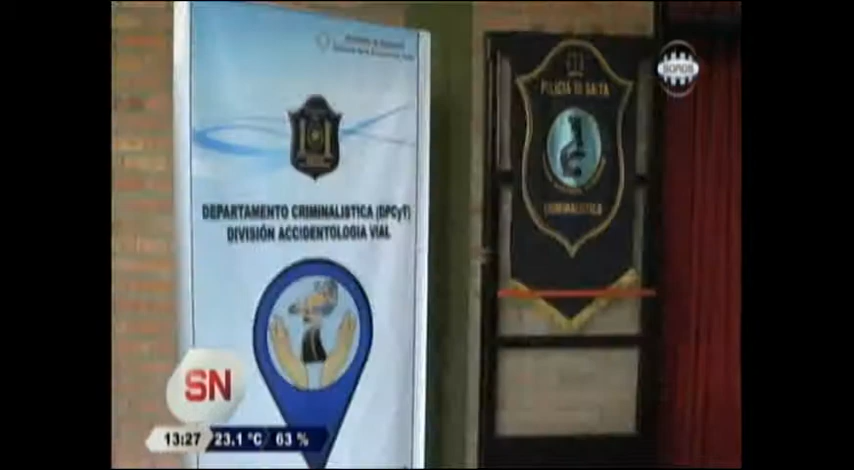 DEPARTAMENTO CRIMINALISTICA (DPCyT)
DIVISIÓN ACCIDENTOLOGIA VIAL
POLICIA DE SALTA
CRIMINALISTICA
SN
13:27 23.1 °C 63 %